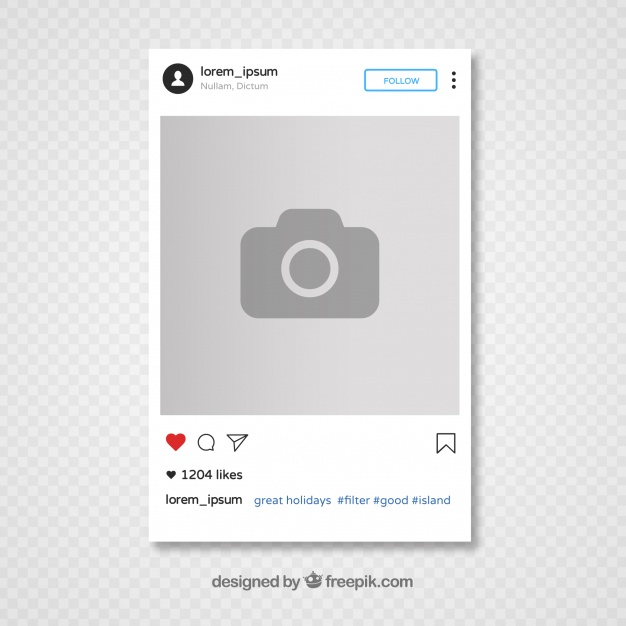 lorem_ipsum
Nullam, Dictum
FOLLOW
1204 likes
lorem_ipsum great holidays #filter #good #island
designed by freepik.com